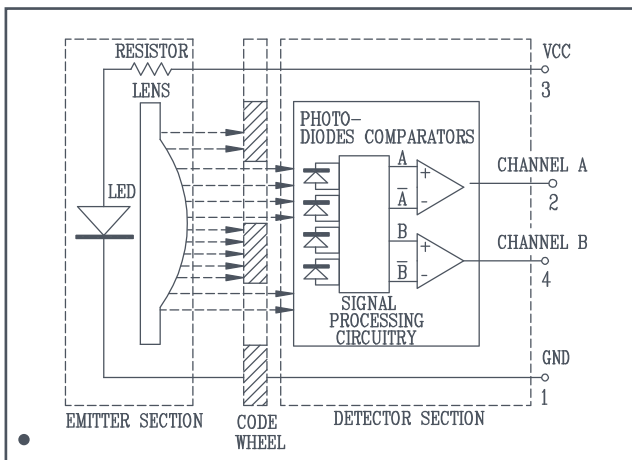 RESISTOR
VCC
3
LENS
PHOTO-
DIODES COMPARATORS
A
+
CHANNEL A
LED
A̅
-
2
B
+
CHANNEL B
B̅
-
4
SIGNAL
PROCESSING
CIRCUITRY
GND
1
EMITTER SECTION
CODE
WHEEL
DETECTOR SECTION